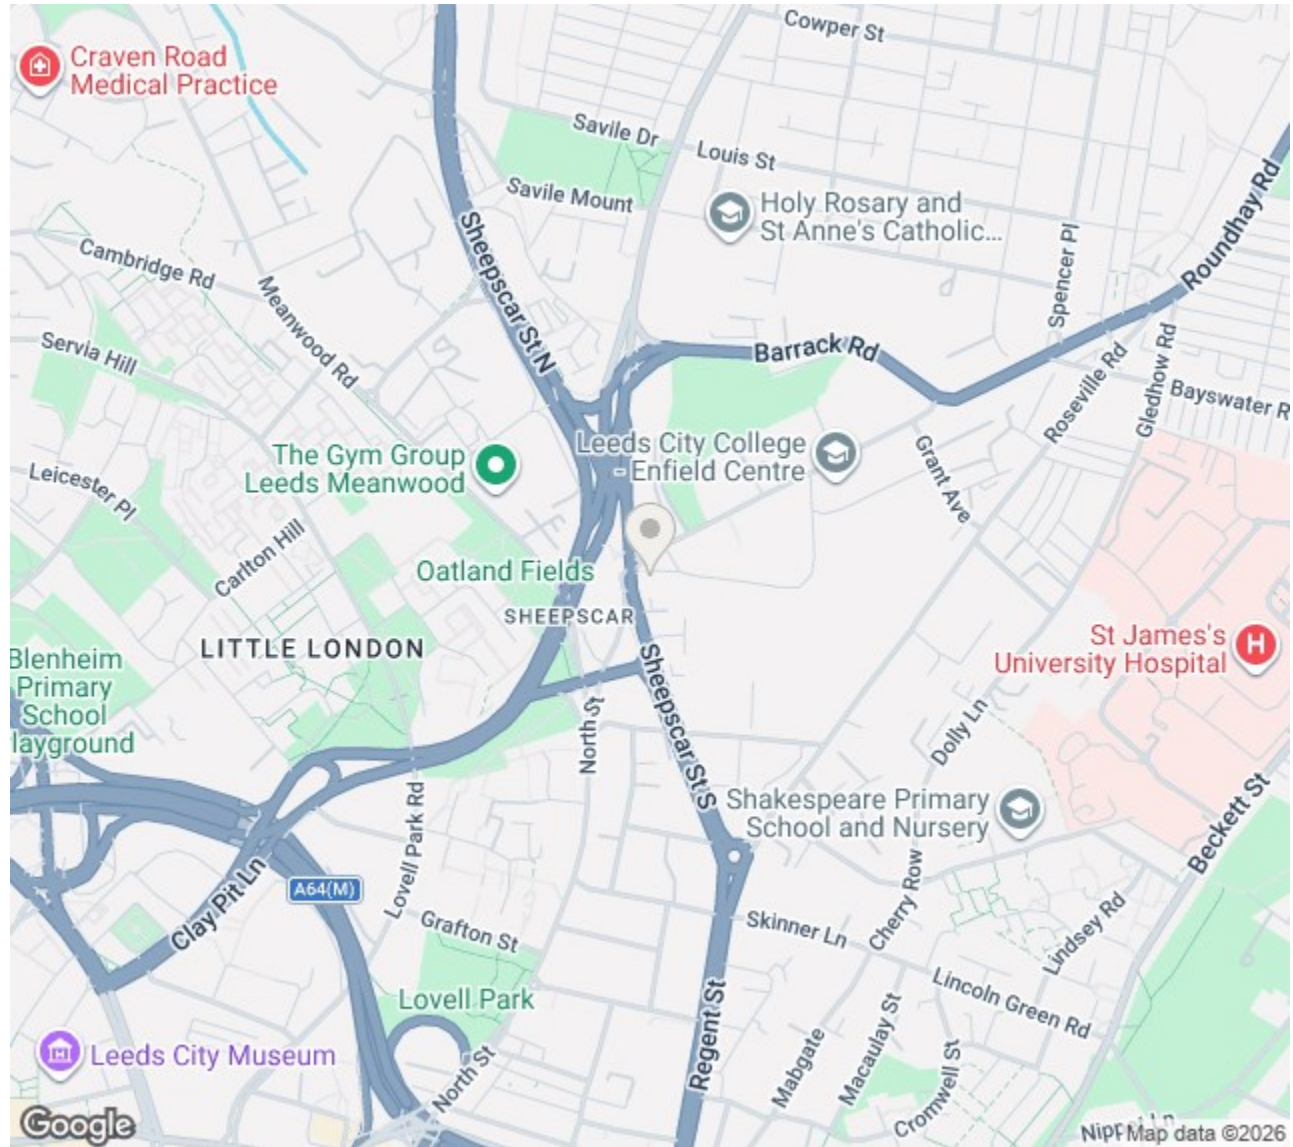 Cowper St
Craven Road
Medical Practice
Savile Dr
Louis St
Savile Mount
Holy Rosary and
St Anne's Catholic...
Roundhay Rd
Sheepscar St N
Spencer Pl
Cambridge Rd
Meanwood Rd
Servia Hill
Barrack Rd
Roseville Rd
Gledhow Rd
Bayswater R
The Gym Group
Leeds Meanwood
Leeds City College
- Enfield Centre
Grant Ave
Leicester Pl
Carlton Hill
Oatland Fields
SHEEPSCAR
LITTLE LONDON
St James's
University Hospital
Blenheim
Primary
School
layground
Sheepscar St S
North St
Dolly Ln
Lovell Park Rd
Shakespeare Primary
School and Nursery
Beckett St
Clay Pit Ln
A64(M)
Grafton St
Skinner Ln
Cherry Row
Lindsey Rd
Lovell Park
Lincoln Green Rd
Regent St
Mabgate
Macaulay St
Cromwell St
Leeds City Museum
North St
Google
Map data ©2026